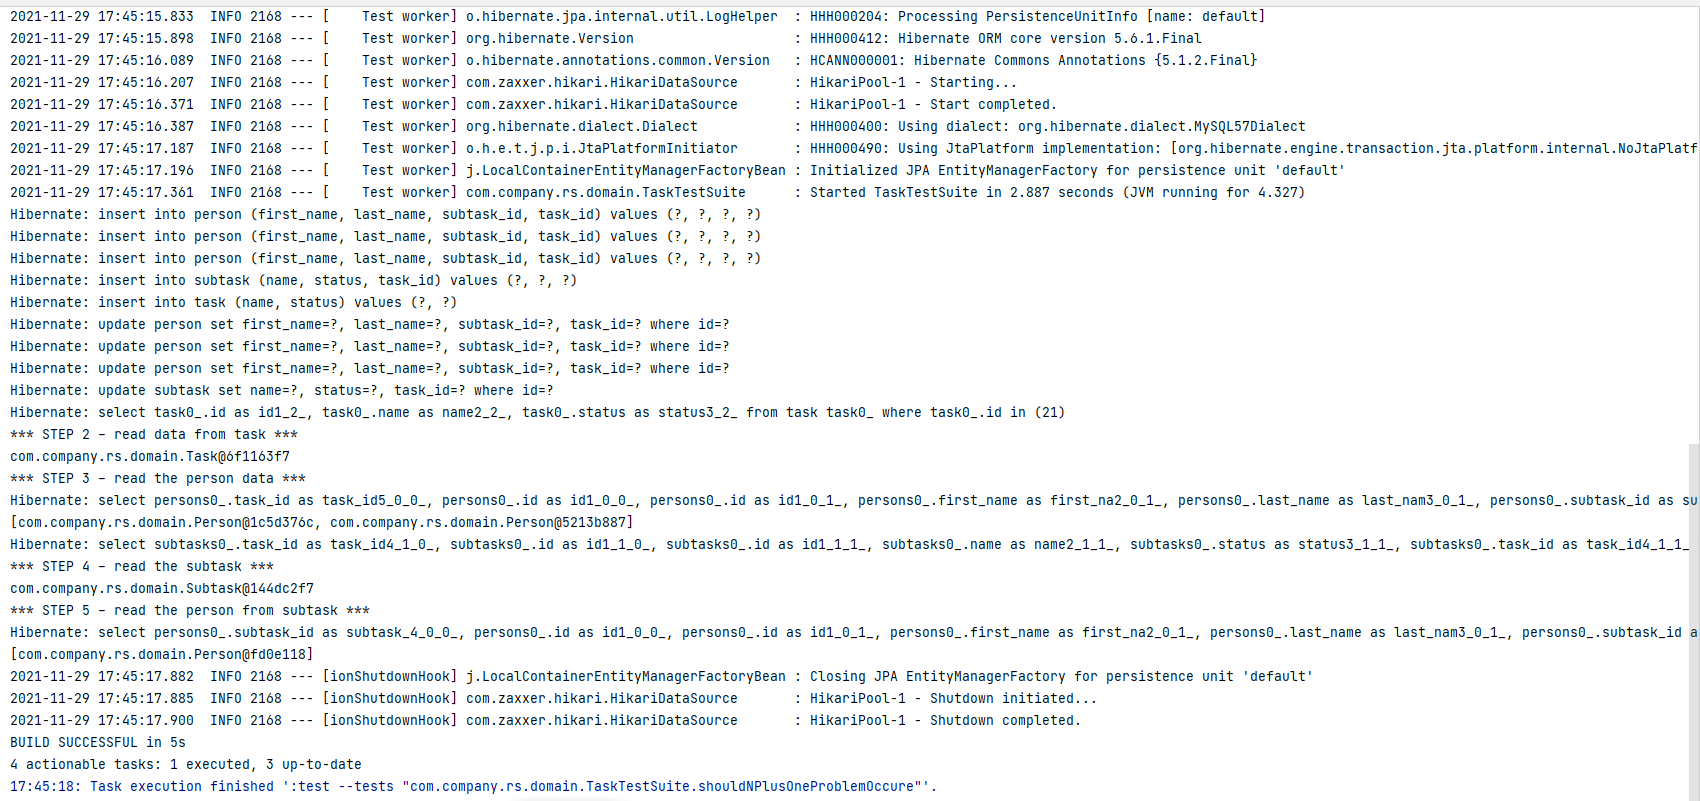 2021-11-29 17:45:15.833  INFO 2168 --- [    Test worker] o.hibernate.jpa.internal.util.LogHelper  : HHH000204: Processing PersistenceUnitInfo [name: default]
2021-11-29 17:45:15.898  INFO 2168 --- [    Test worker] org.hibernate.Version                    : HHH000412: Hibernate ORM core version 5.6.1.Final
2021-11-29 17:45:16.089  INFO 2168 --- [    Test worker] o.hibernate.annotations.common.Version   : HCANN000001: Hibernate Commons Annotations {5.1.2.Final}
2021-11-29 17:45:16.207  INFO 2168 --- [    Test worker] com.zaxxer.hikari.HikariDataSource       : HikariPool-1 - Starting...
2021-11-29 17:45:16.371  INFO 2168 --- [    Test worker] com.zaxxer.hikari.HikariDataSource       : HikariPool-1 - Start completed.
2021-11-29 17:45:16.387  INFO 2168 --- [    Test worker] org.hibernate.dialect.Dialect            : HHH000400: Using dialect: org.hibernate.dialect.MySQL57Dialect
2021-11-29 17:45:17.187  INFO 2168 --- [    Test worker] o.h.e.t.j.p.i.JtaPlatformInitiator       : HHH000490: Using JtaPlatform implementation: [org.hibernate.engine.transaction.jta.platform.internal.NoJtaPlatf
2021-11-29 17:45:17.196  INFO 2168 --- [    Test worker] j.LocalContainerEntityManagerFactoryBean : Initialized JPA EntityManagerFactory for persistence unit 'default'
2021-11-29 17:45:17.361  INFO 2168 --- [    Test worker] com.company.rs.domain.TaskTestSuite      : Started TaskTestSuite in 2.887 seconds (JVM running for 4.327)
Hibernate: insert into person (first_name, last_name, subtask_id, task_id) values (?, ?, ?, ?)
Hibernate: insert into person (first_name, last_name, subtask_id, task_id) values (?, ?, ?, ?)
Hibernate: insert into person (first_name, last_name, subtask_id, task_id) values (?, ?, ?, ?)
Hibernate: insert into subtask (name, status, task_id) values (?, ?, ?)
Hibernate: insert into task (name, status) values (?, ?)
Hibernate: update person set first_name=?, last_name=?, subtask_id=?, task_id=? where id=?
Hibernate: update person set first_name=?, last_name=?, subtask_id=?, task_id=? where id=?
Hibernate: update person set first_name=?, last_name=?, subtask_id=?, task_id=? where id=?
Hibernate: update subtask set name=?, status=?, task_id=? where id=?
Hibernate: select task0_.id as id1_2_, task0_.name as name2_2_, task0_.status as status3_2_ from task task0_ where task0_.id in (21)
*** STEP 2 – read data from task ***
com.company.rs.domain.Task@6f1163f7
*** STEP 3 – read the person data ***
Hibernate: select persons0_.task_id as task_id5_0_0_, persons0_.id as id1_0_0_, persons0_.id as id1_0_1_, persons0_.first_name as first_na2_0_1_, persons0_.last_name as last_nam3_0_1_, persons0_.subtask_id as su
[com.company.rs.domain.Person@1c5d376c, com.company.rs.domain.Person@5213b887]
Hibernate: select subtasks0_.task_id as task_id4_1_0_, subtasks0_.id as id1_1_0_, subtasks0_.id as id1_1_1_, subtasks0_.name as name2_1_1_, subtasks0_.status as status3_1_1_, subtasks0_.task_id as task_id4_1_1_
*** STEP 4 – read the subtask ***
com.company.rs.domain.Subtask@144dc2f7
*** STEP 5 – read the person from subtask ***
Hibernate: select persons0_.subtask_id as subtask_4_0_0_, persons0_.id as id1_0_0_, persons0_.id as id1_0_1_, persons0_.first_name as first_na2_0_1_, persons0_.last_name as last_nam3_0_1_, persons0_.subtask_id a
[com.company.rs.domain.Person@fd0e118]
2021-11-29 17:45:17.882  INFO 2168 --- [ionShutdownHook] j.LocalContainerEntityManagerFactoryBean : Closing JPA EntityManagerFactory for persistence unit 'default'
2021-11-29 17:45:17.885  INFO 2168 --- [ionShutdownHook] com.zaxxer.hikari.HikariDataSource       : HikariPool-1 - Shutdown initiated...
2021-11-29 17:45:17.900  INFO 2168 --- [ionShutdownHook] com.zaxxer.hikari.HikariDataSource       : HikariPool-1 - Shutdown completed.
BUILD SUCCESSFUL in 5s
4 actionable tasks: 1 executed, 3 up-to-date
17:45:18: Task execution finished ':test --tests "com.company.rs.domain.TaskTestSuite.shouldNPlusOneProblemOccure"'.